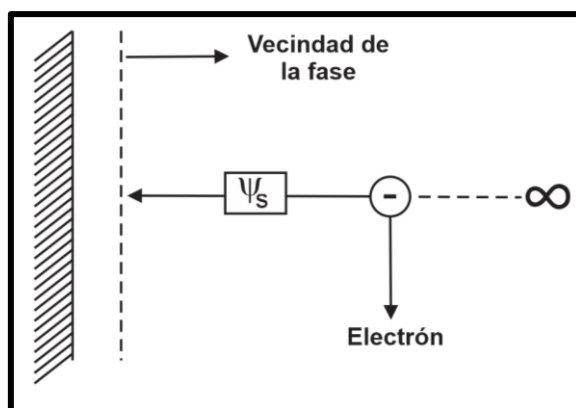 Vecindad de
la fase
Ψs
-
∞
Electrón